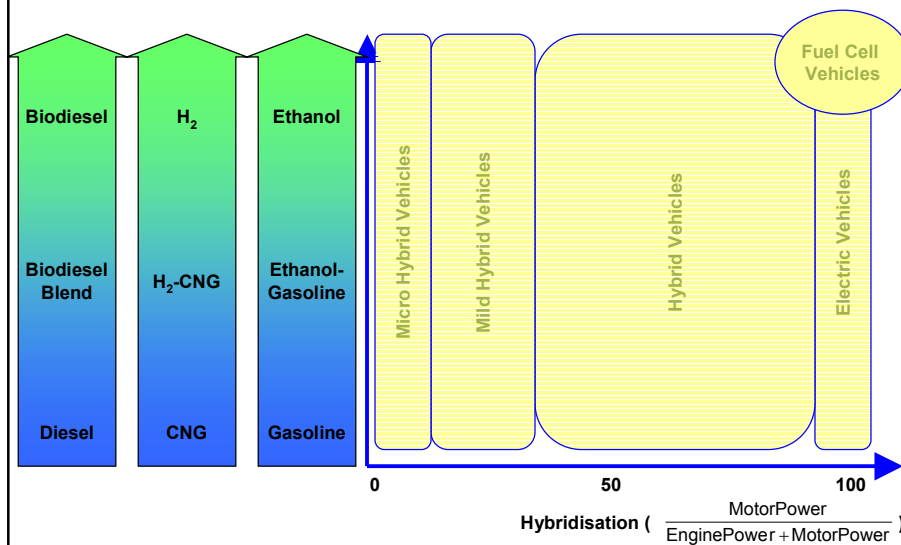 Biodiesel
H2
Ethanol
Fuel Cell
Vehicles
Biodiesel
Blend
H2-CNG
Ethanol-
Gasoline
Diesel
CNG
Gasoline
Micro Hybrid Vehicles
Mild Hybrid Vehicles
Hybrid Vehicles
Electric Vehicles
0
50
100
Hybridisation ( MotorPower / EnginePower + MotorPower )